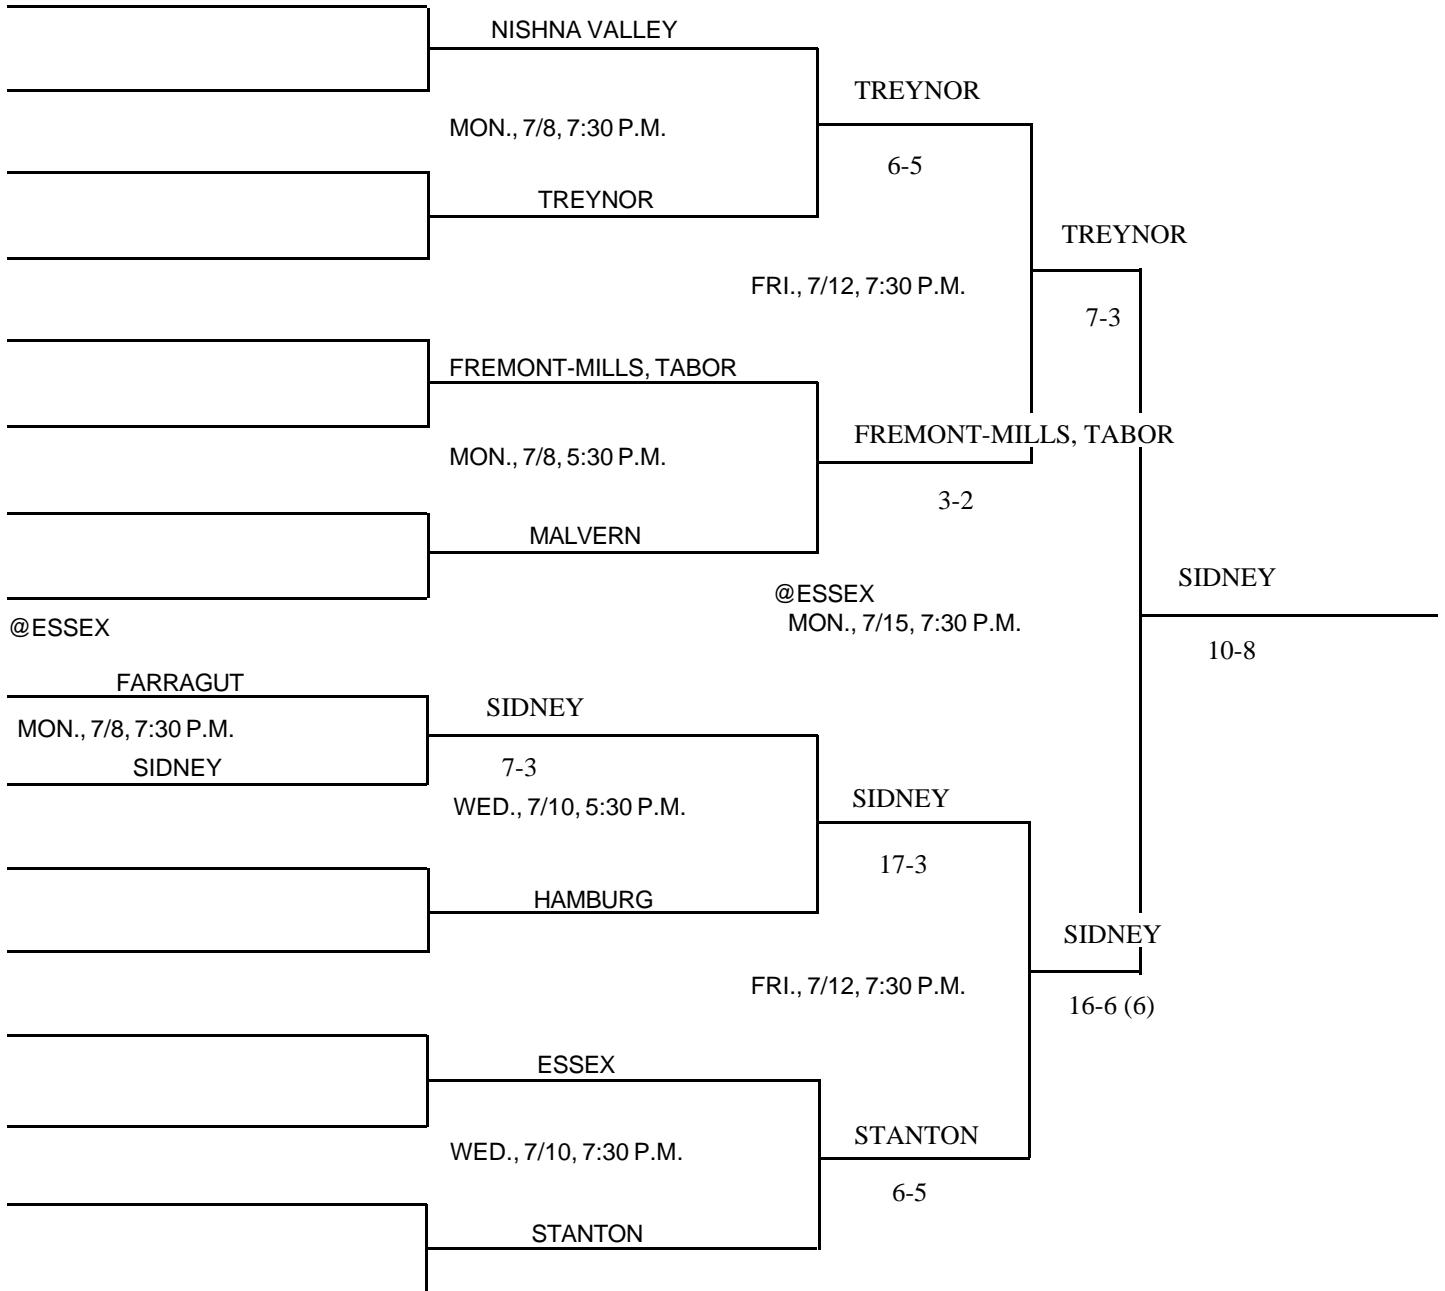 NISHNA VALLEY
TREYNOR
MON., 7/8, 7:30 P.M.
6-5
TREYNOR
TREYNOR
FRI., 7/12, 7:30 P.M.
7-3
FREMONT-MILLS, TABOR
FREMONT-MILLS, TABOR
MON., 7/8, 5:30 P.M.
3-2
MALVERN
SIDNEY
@ESSEX
MON., 7/15, 7:30 P.M.
@ESSEX
10-8
FARRAGUT
SIDNEY
MON., 7/8, 7:30 P.M.
SIDNEY
7-3
SIDNEY
WED., 7/10, 5:30 P.M.
17-3
HAMBURG
SIDNEY
FRI., 7/12, 7:30 P.M.
16-6 (6)
ESSEX
STANTON
WED., 7/10, 7:30 P.M.
6-5
STANTON